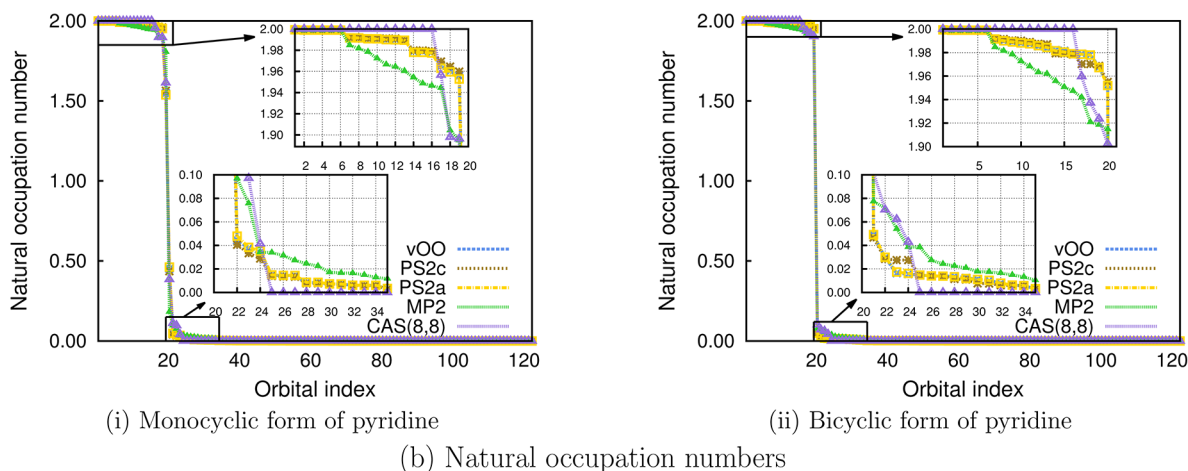 Natural occupation number
2.00
1.50
1.00
0.50
0.00
20 40 60 80 100 120
Orbital index
2.00
1.98
1.96
1.94
1.92
1.90
2 4 6 8 10 12 14 16 18 20
0.10
0.08
0.06
0.04
0.02
0.00
20 22 24 26 28 30 32 34
vOO
PS2c
PS2a
MP2
CAS(8,8)
(i) Monocyclic form of pyridine
Natural occupation number
2.00
1.50
1.00
0.50
0.00
20 40 60 80 100 120
Orbital index
2.00
1.98
1.96
1.94
1.92
1.90
5 10 15 20
0.10
0.08
0.06
0.04
0.02
0.00
20 22 24 26 28 30 32 34
vOO
PS2c
PS2a
MP2
CAS(8,8)
(ii) Bicyclic form of pyridine
(b) Natural occupation numbers